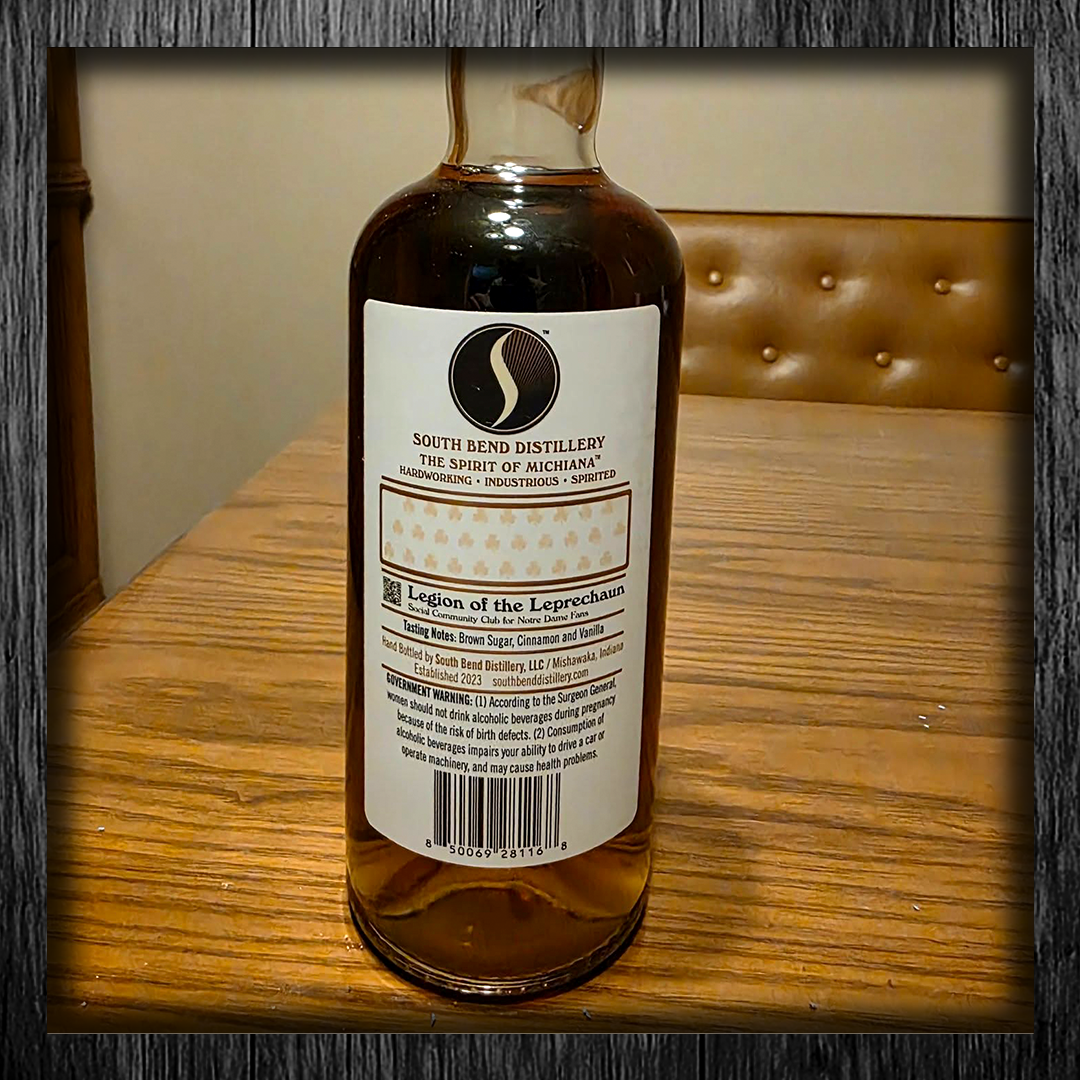 ™
SOUTH BEND DISTILLERY
THE SPIRIT OF MICHIANA™
HARDWORKING • INDUSTRIOUS • SPIRITED
Legion of the Leprechaun
Social Community Club for Notre Dame Fans
Tasting Notes: Brown Sugar, Cinnamon and Vanilla
Hand Bottled by South Bend Distillery, LLC / Mishawaka, Indiana
Established 2023 southbenddistillery.com
GOVERNMENT WARNING: (1) According to the Surgeon General,
women should not drink alcoholic beverages during pregnancy
because of the risk of birth defects. (2) Consumption of
alcoholic beverages impairs your ability to drive a car or
operate machinery, and may cause health problems.
8 50069 28116 8